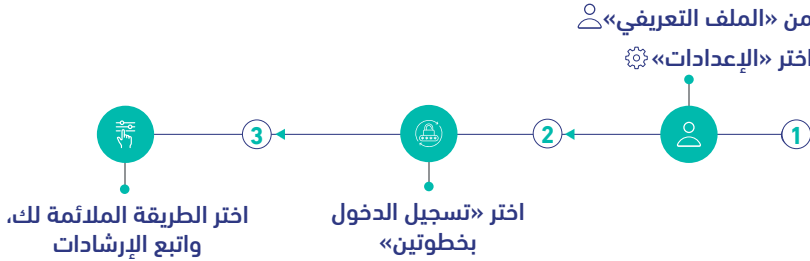 من «الملف التعريفي»
اختر «الإعدادات»
1
2
3
اختر «تسجيل الدخول
بخطوتين»
اختر الطريقة الملائمة لك،
واتبع الإرشادات